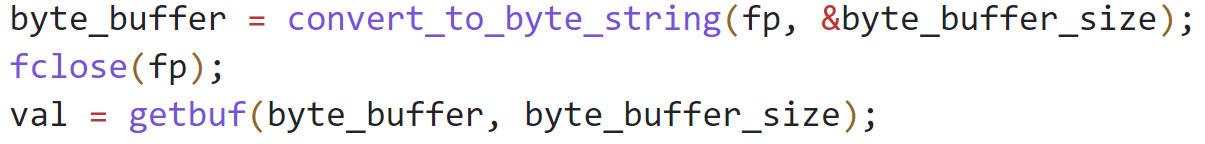 byte_buffer = convert_to_byte_string(fp, &byte_buffer_size);
fclose(fp);
val = getbuf(byte_buffer, byte_buffer_size);